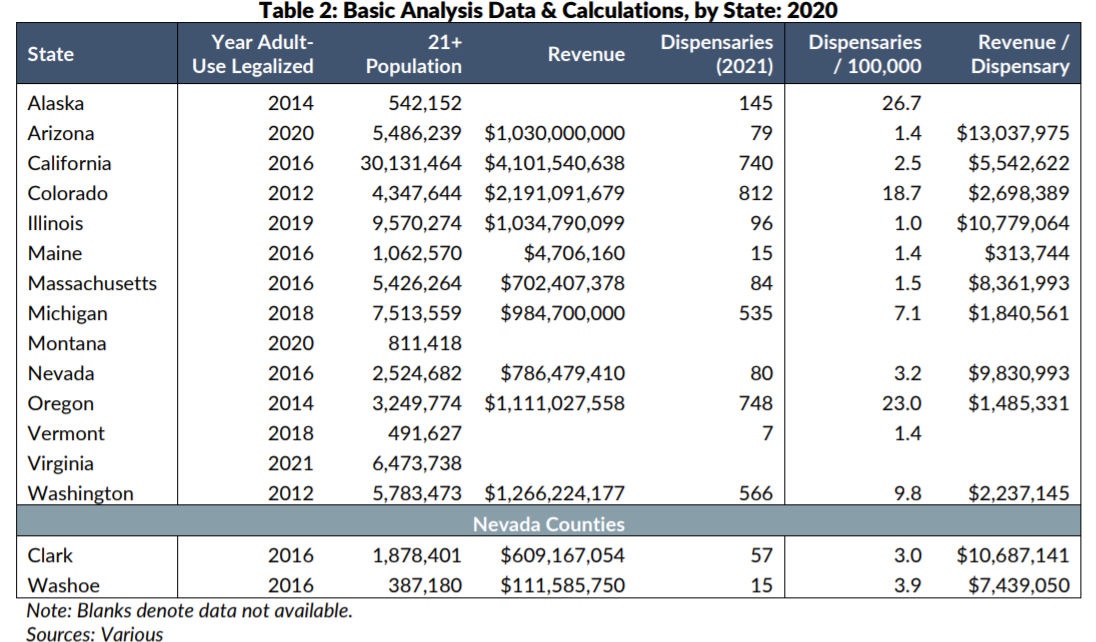 Table 2: Basic Analysis Data & Calculations, by State: 2020
State Year Adult-Use Legalized 21+ Population Revenue Dispensaries (2021) Dispensaries / 100,000 Revenue / Dispensary
Alaska 2014 542,152 145 26.7
Arizona 2020 5,486,239 $1,030,000,000 79 1.4 $13,037,975
California 2016 30,131,464 $4,101,540,638 740 2.5 $5,542,622
Colorado 2012 4,347,644 $2,191,091,679 812 18.7 $2,698,389
Illinois 2019 9,570,274 $1,034,790,099 96 1.0 $10,779,064
Maine 2016 1,062,570 $4,706,160 15 1.4 $313,744
Massachusetts 2016 5,426,264 $702,407,378 84 1.5 $8,361,993
Michigan 2018 7,513,559 $984,700,000 535 7.1 $1,840,561
Montana 2020 811,418
Nevada 2016 2,524,682 $786,479,410 80 3.2 $9,830,993
Oregon 2014 3,249,774 $1,111,027,558 748 23.0 $1,485,331
Vermont 2018 491,627 7 1.4
Virginia 2021 6,473,738
Washington 2012 5,783,473 $1,266,224,177 566 9.8 $2,237,145
Nevada Counties
Clark 2016 1,878,401 $609,167,054 57 3.0 $10,687,141
Washoe 2016 387,180 $111,585,750 15 3.9 $7,439,050
Note: Blanks denote data not available.
Sources: Various